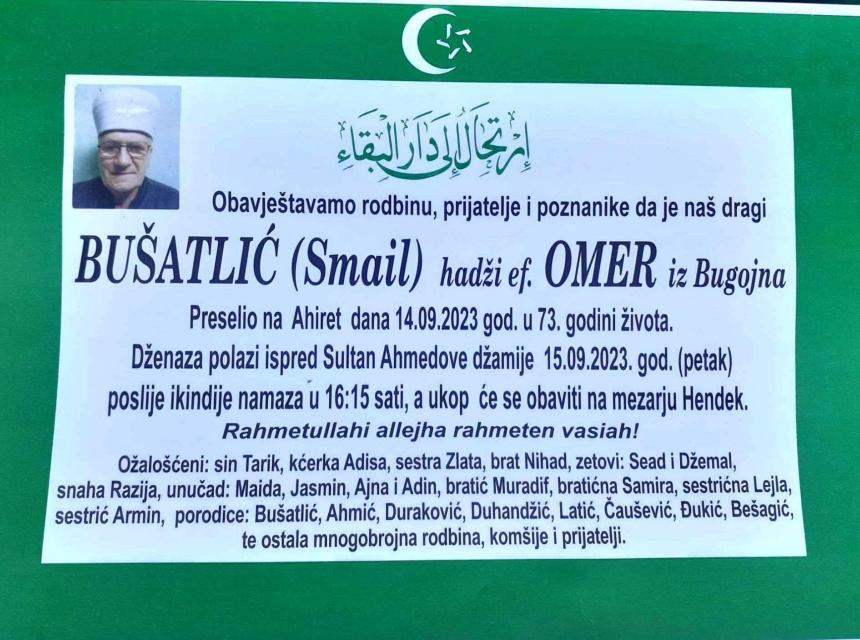 إرتحال إلى دار البقاء
Obavještavamo rodbinu, prijatelje i poznanike da je naš dragi
BUŠATLIĆ (Smail) hadži ef. OMER iz Bugojna
Preselio na Ahiret dana 14.09.2023 god. u 73. godini života.
Dženaza polazi ispred Sultan Ahmedove džamije 15.09.2023. god. (petak)
poslije ikindije namaza u 16:15 sati, a ukop će se obaviti na mezarju Hendek.
Rahmetullahi allejha rahmeten vasiah!
Ožalošćeni: sin Tarik, kćerka Adisa, sestra Zlata, brat Nihad, zetovi: Sead i Džemal,
snaha Razija, unučad: Maida, Jasmin, Ajna i Adin, bratić Muradif, bratićna Samira, sestrićna Lejla,
sestrić Armin, porodice: Bušatlić, Ahmić, Duraković, Duhandžić, Latić, Čaušević, Đukić, Bešagić,
te ostala mnogobrojna rodbina, komšije i prijatelji.